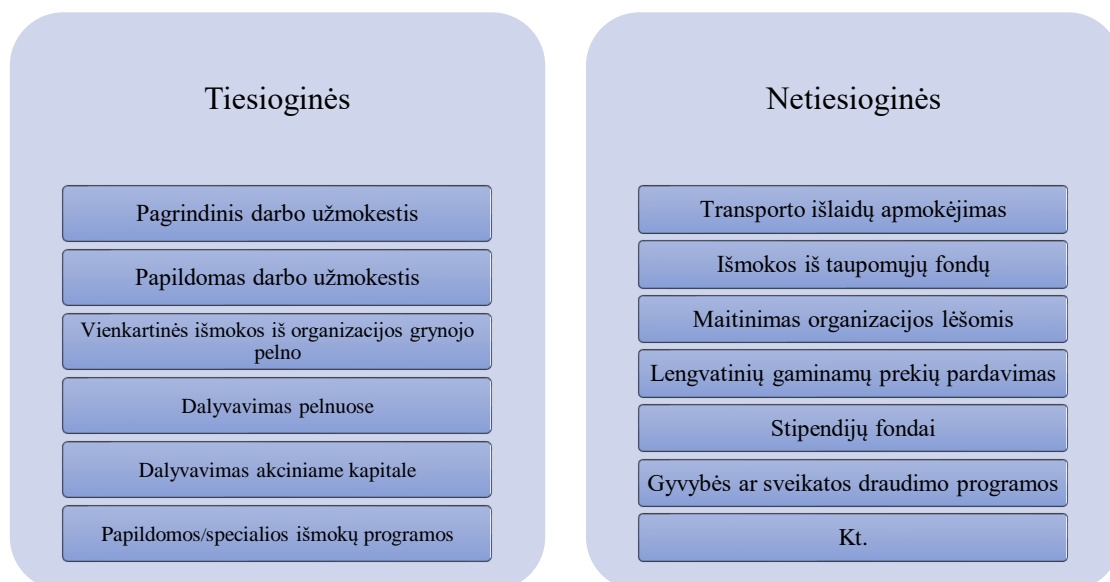 Tiesioginės
Pagrindinis darbo užmokestis
Papildomas darbo užmokestis
Vienkartinės išmokos iš organizacijos grynojo
pelno
Dalyvavimas pelnuose
Dalyvavimas akciniame kapitale
Papildomos/specialios išmokų programos
Netiesioginės
Transporto išlaidų apmokėjimas
Išmokos iš taupomųjų fondų
Maitinimas organizacijos lėšomis
Lengvatinių gaminamų prekių pardavimas
Stipendijų fondai
Gyvybės ar sveikatos draudimo programos
Kt.